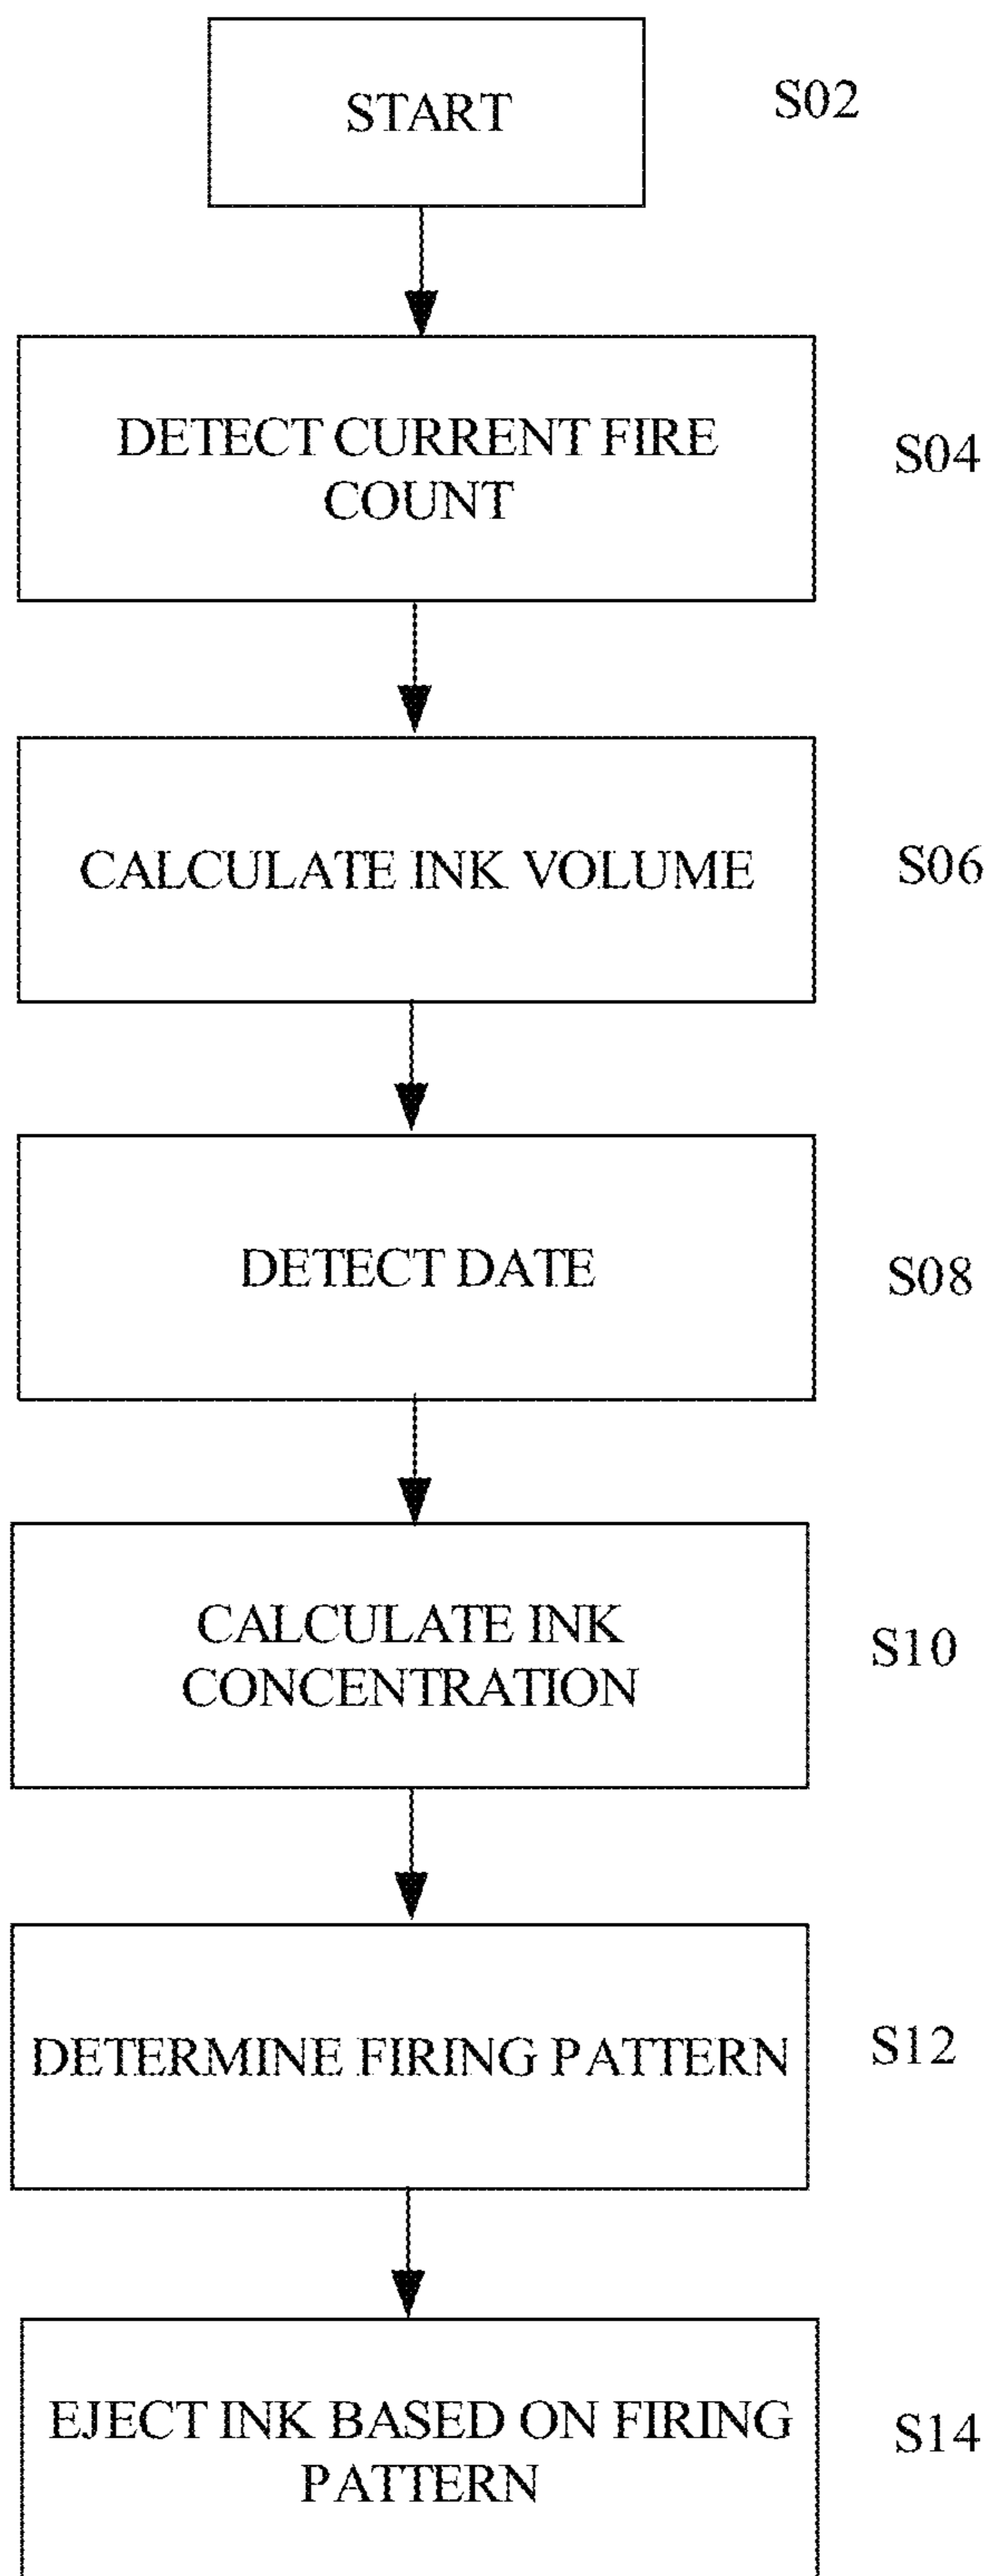 START
S02
DETECT CURRENT FIRE
COUNT
S04
CALCULATE INK VOLUME
S06
DETECT DATE
S08
CALCULATE INK
CONCENTRATION
S10
DETERMINE FIRING PATTERN
S12
EJECT INK BASED ON FIRING
PATTERN
S14